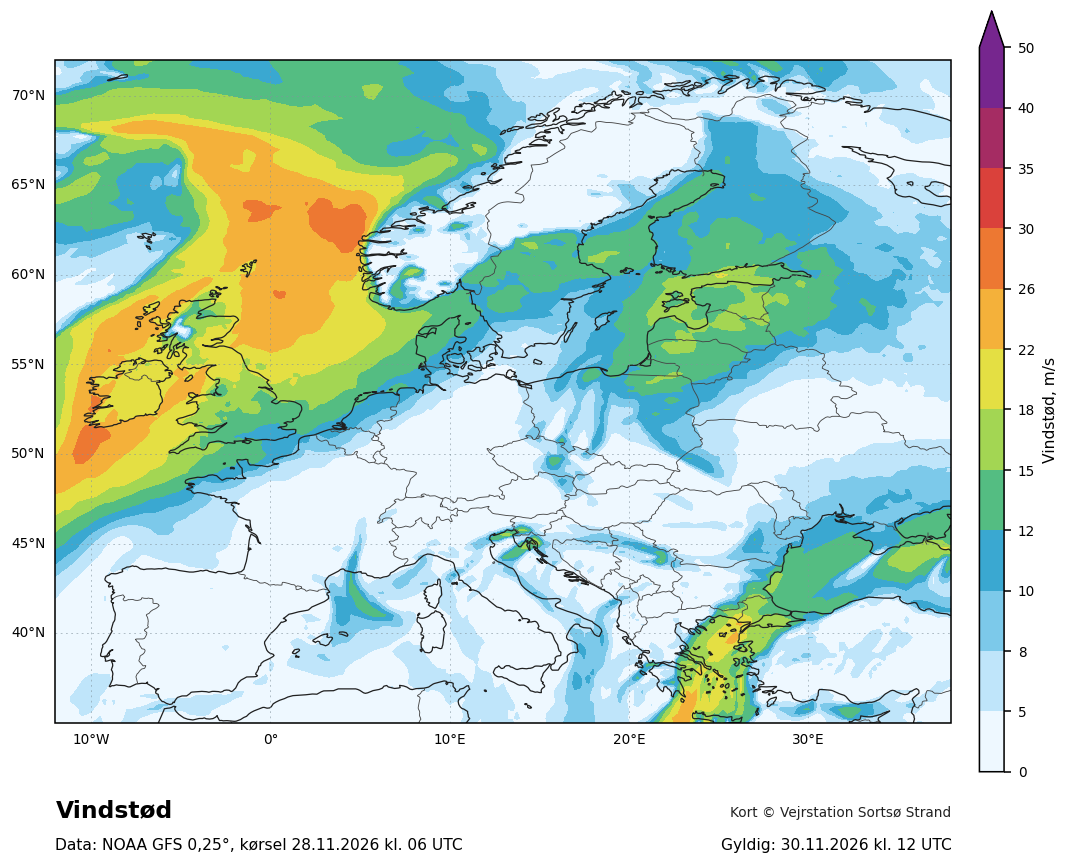 70°N
65°N
60°N
55°N
50°N
45°N
40°N
10°W
0°
10°E
20°E
30°E
50
40
35
30
26
22
18
15
12
10
8
5
0
Vindstød, m/s
Vindstød
Kort © Vejrstation Sortsø Strand
Data: NOAA GFS 0,25°, kørsel 28.11.2026 kl. 06 UTC
Gyldig: 30.11.2026 kl. 12 UTC